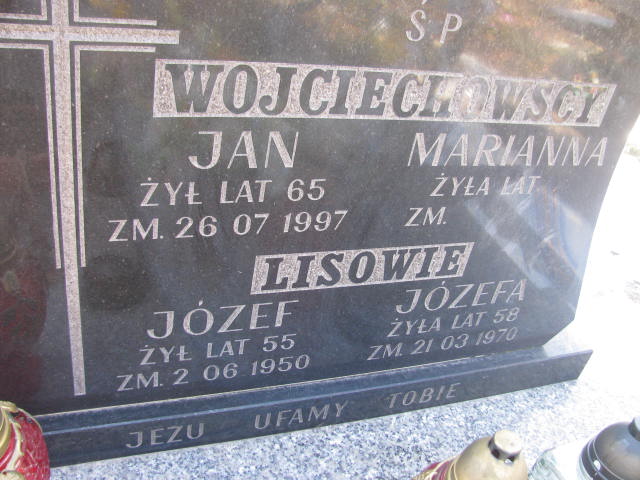 ŚP
WOJCIECHOWSCY
JAN MARIANNA
ŻYŁ LAT 65 ŻYŁA LAT
ZM. 26 07 1997 ZM.
LISOWIE
JÓZEF JÓZEFA
ŻYŁ LAT 55 ŻYŁA LAT 58
ZM. 2 06 1950 ZM. 21 03 1970
JEZU UFAMY TOBIE